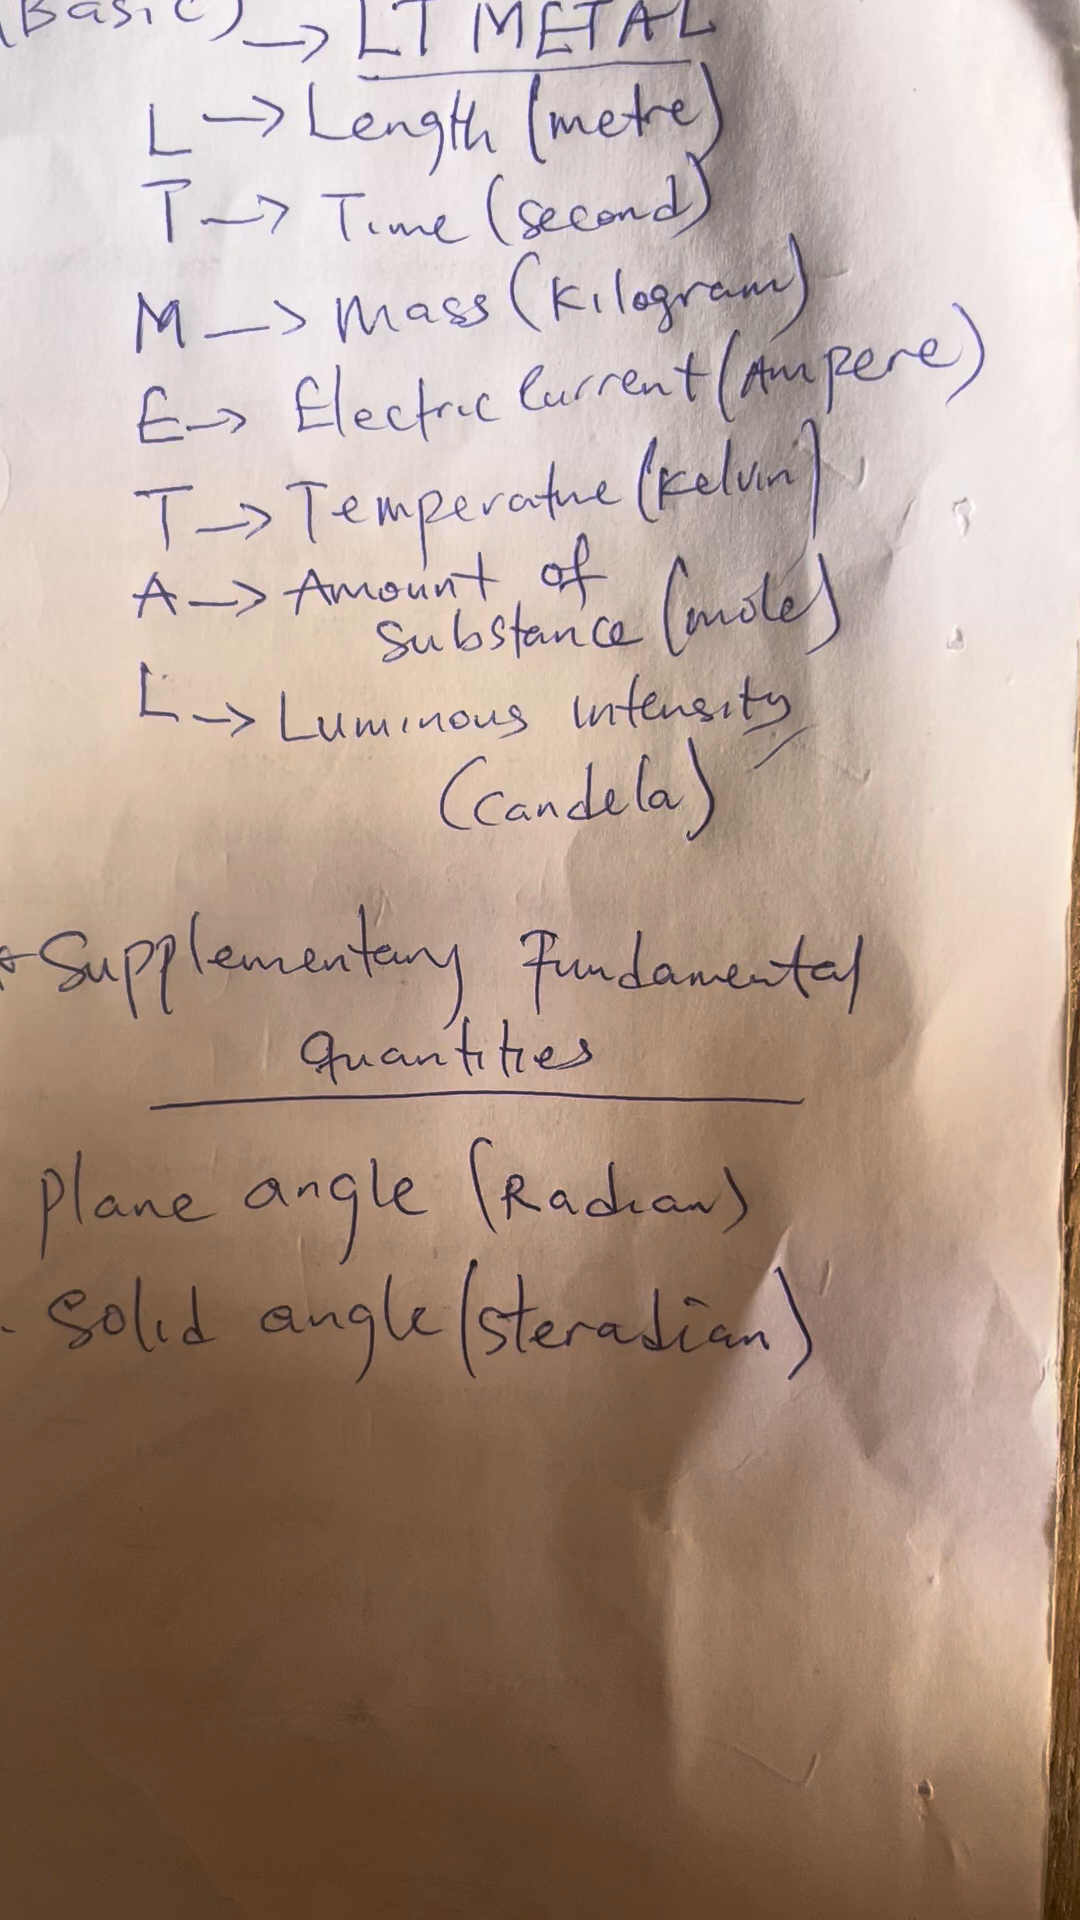 (Basic) → LT METAL
L → Length (metre)
T → Time (second)
M → Mass (Kilogram)
E → Electric Current (Ampere)
T → Temperature (Kelvin)
A → Amount of
substance (mole)
L → Luminous intensity
(Candela)
Supplementary Fundamental
Quantities
Plane angle (Radian)
Solid angle (steradian)